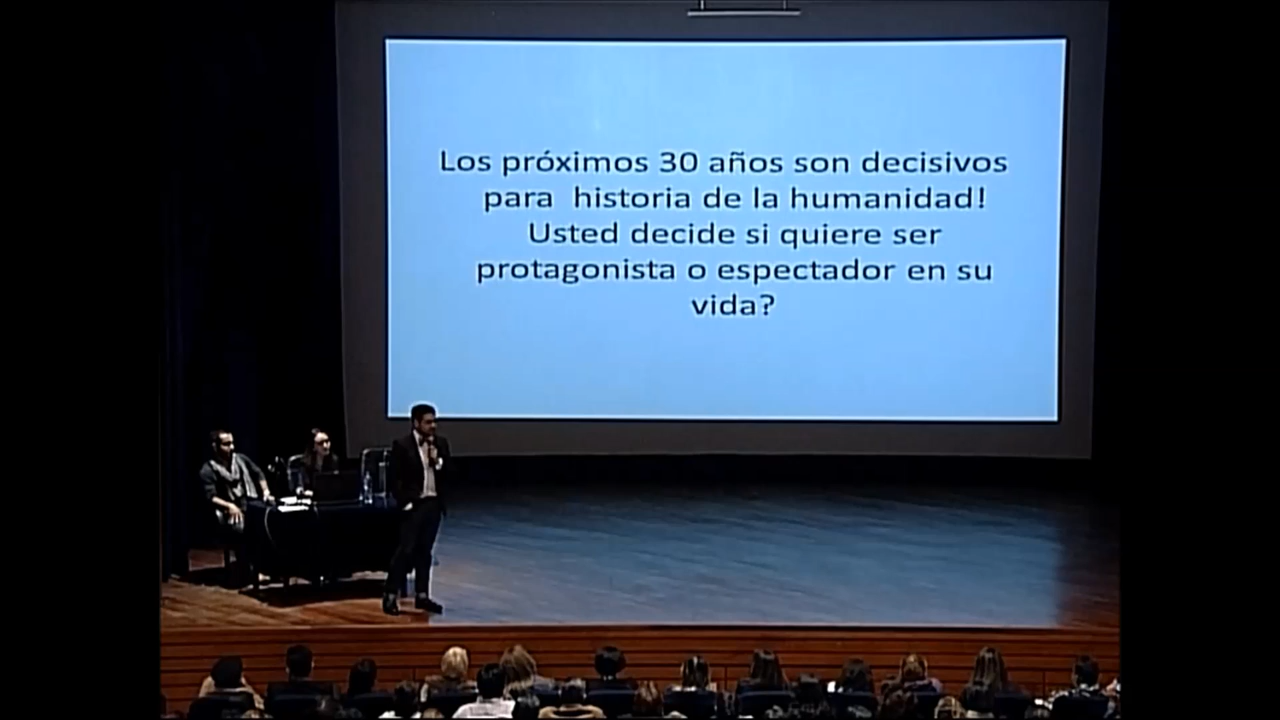 Los próximos 30 años son decisivos
para historia de la humanidad!
Usted decide si quiere ser
protagonista o espectador en su
vida?